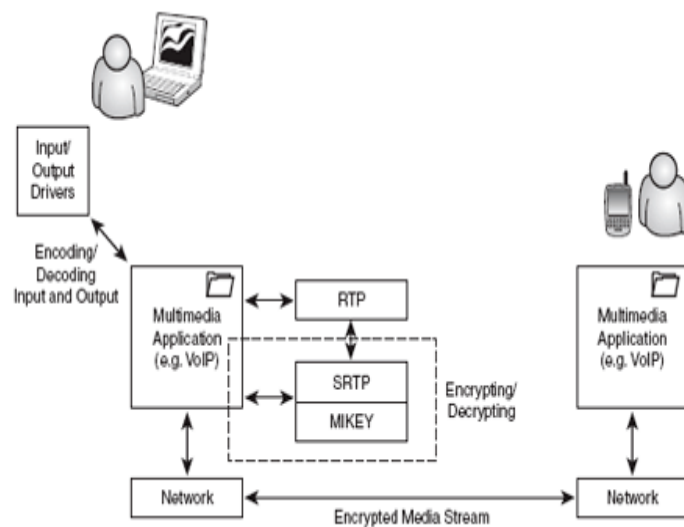 Input/
Output
Drivers
Encoding/
Decoding
Input and Output
Multimedia
Application
(e.g. VoIP)
RTP
SRTP
MIKEY
Encrypting/
Decrypting
Multimedia
Application
(e.g. VoIP)
Network
Encrypted Media Stream
Network